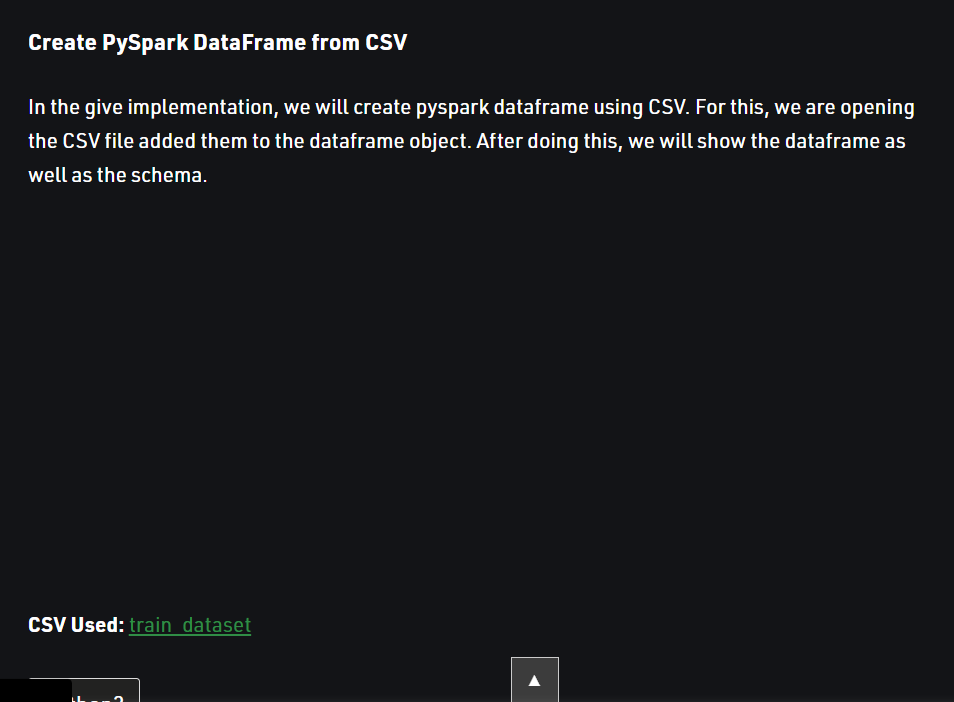 Create PySpark DataFrame from CSV
In the give implementation, we will create pyspark dataframe using CSV. For this, we are opening
the CSV file added them to the dataframe object. After doing this, we will show the dataframe as
well as the schema.
CSV Used: train_dataset